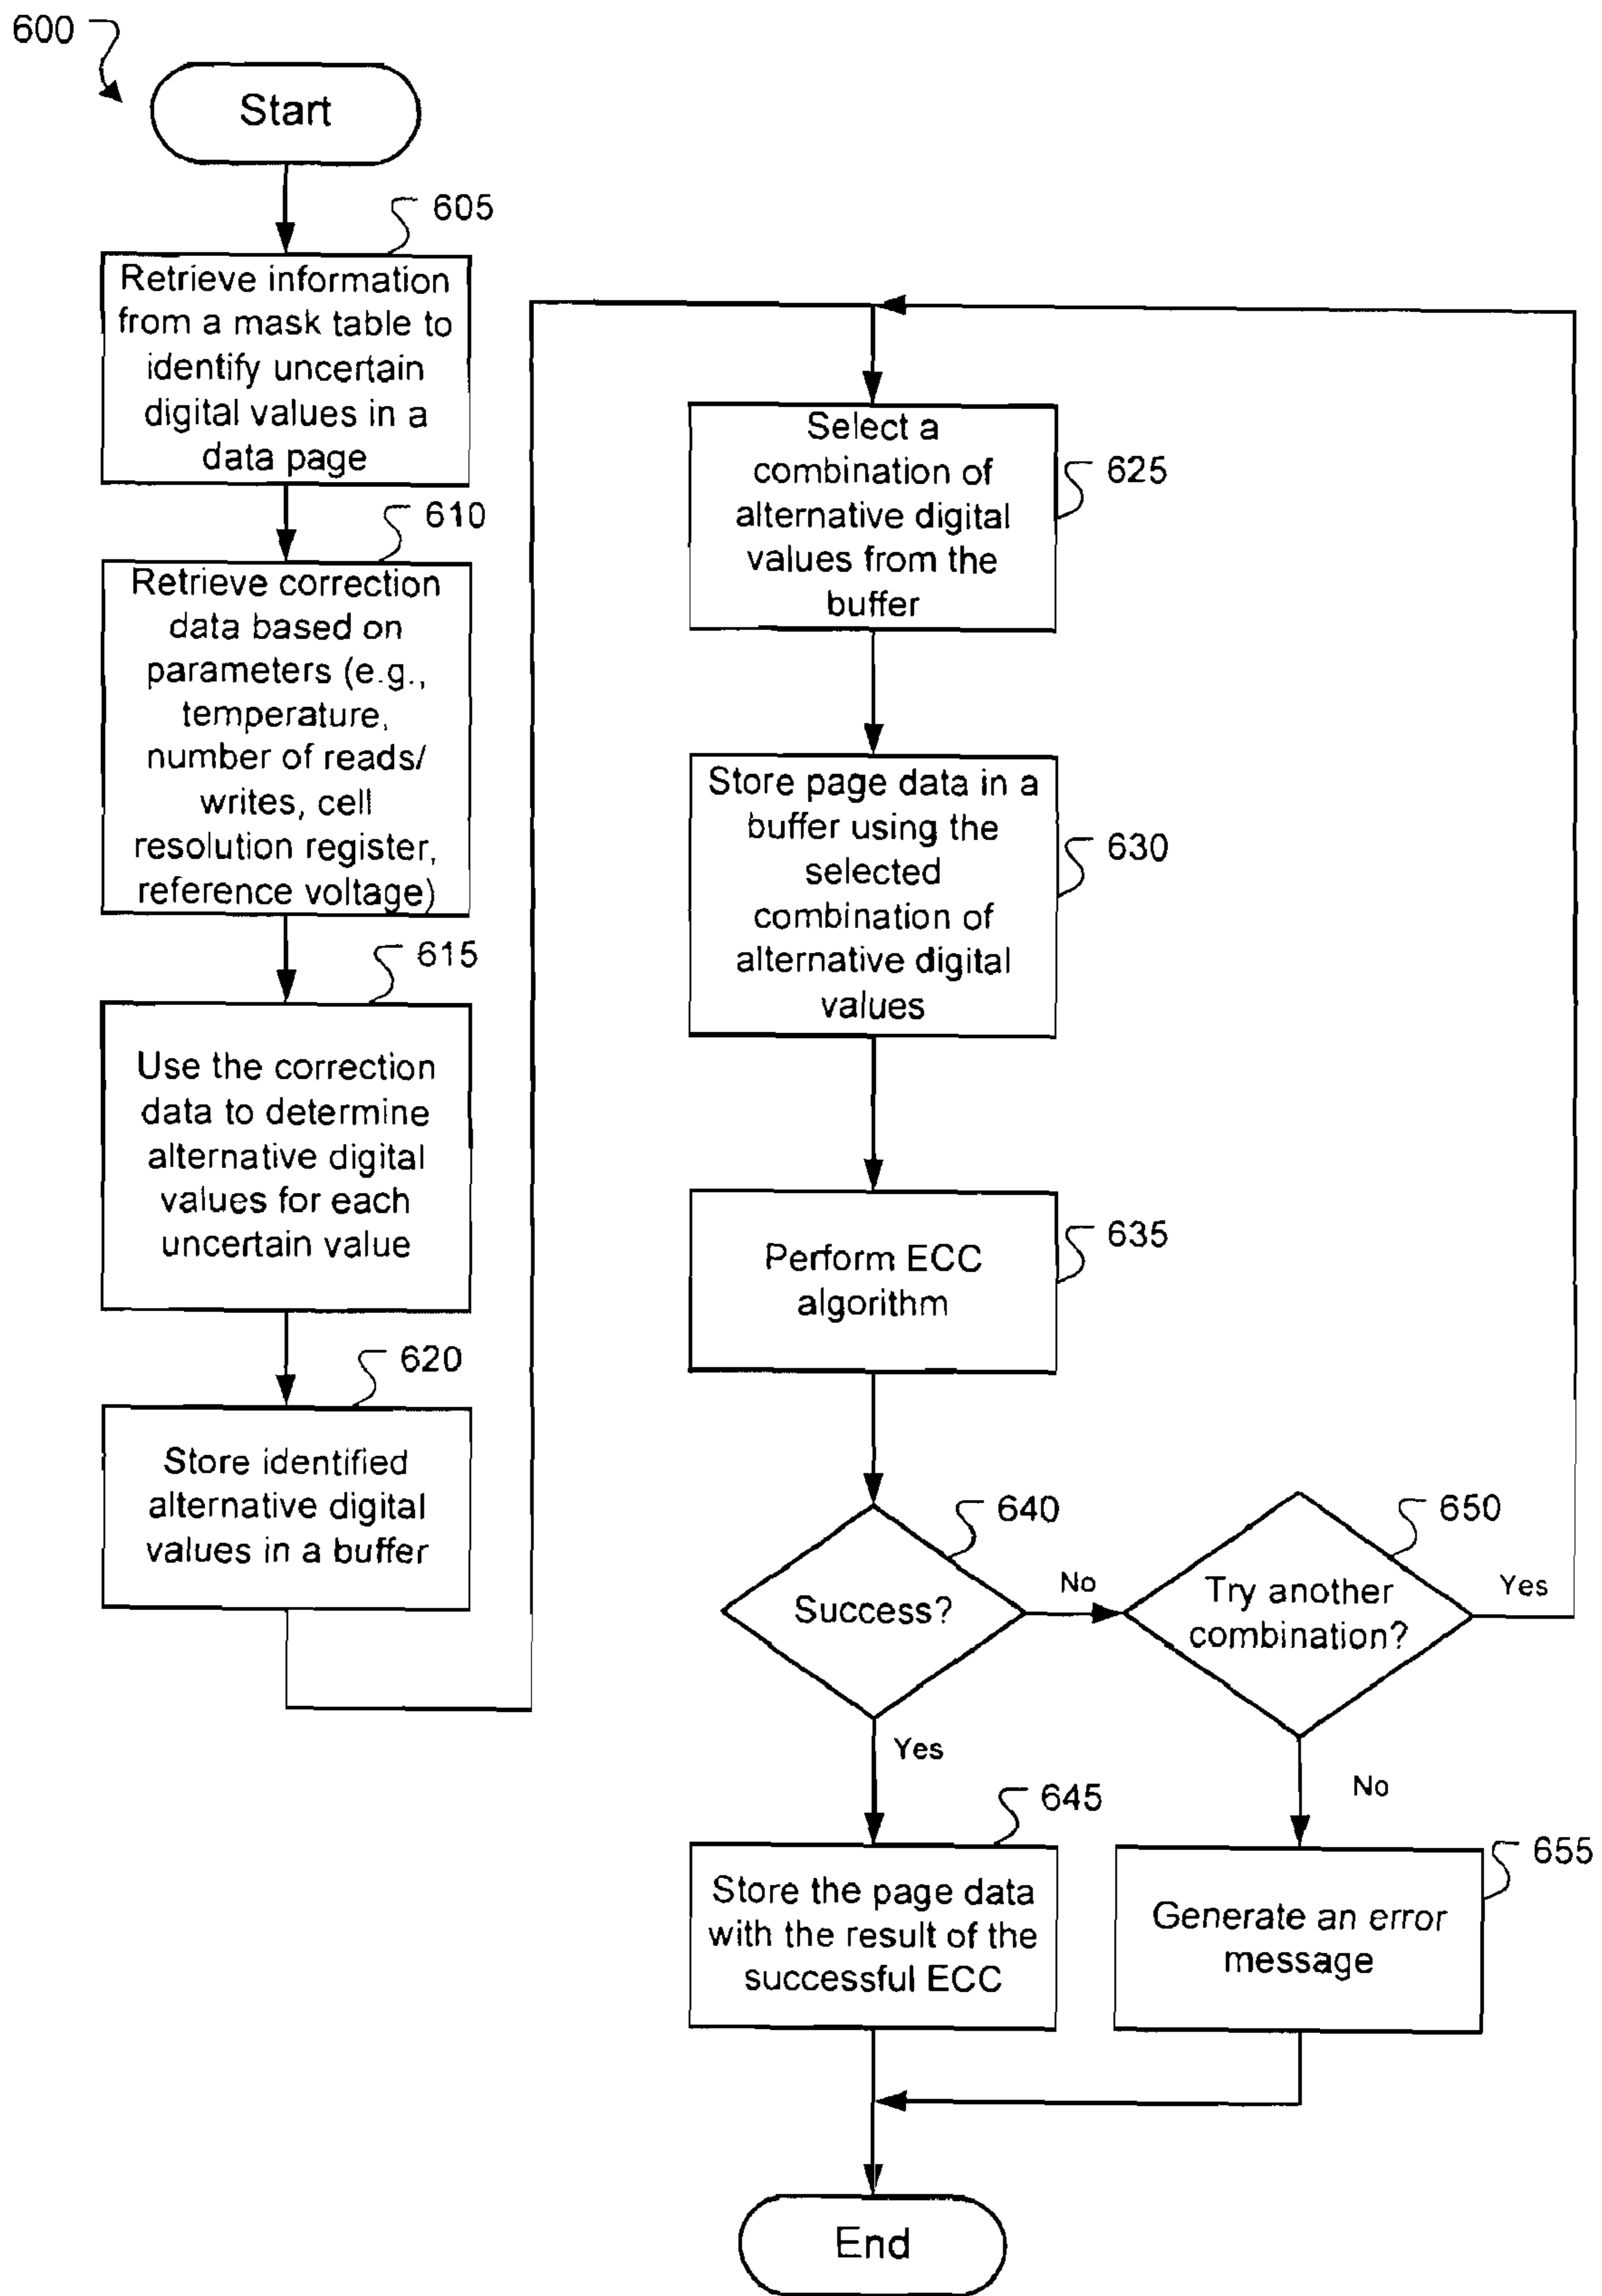 600
Start
605
Retrieve information
from a mask table to
identify uncertain
digital values in a
data page
610
Retrieve correction
data based on
parameters (e.g.,
temperature,
number of reads/
writes, cell
resolution register,
reference voltage)
615
Use the correction
data to determine
alternative digital
values for each
uncertain value
620
Store identified
alternative digital
values in a buffer
Select a
combination of
alternative digital
values from the
buffer
625
Store page data in a
buffer using the
selected
combination of
alternative digital
values
630
Perform ECC
algorithm
635
640
Success?
No
Yes
650
Try another
combination?
Yes
No
645
Store the page data
with the result of the
successful ECC
655
Generate an error
message
End